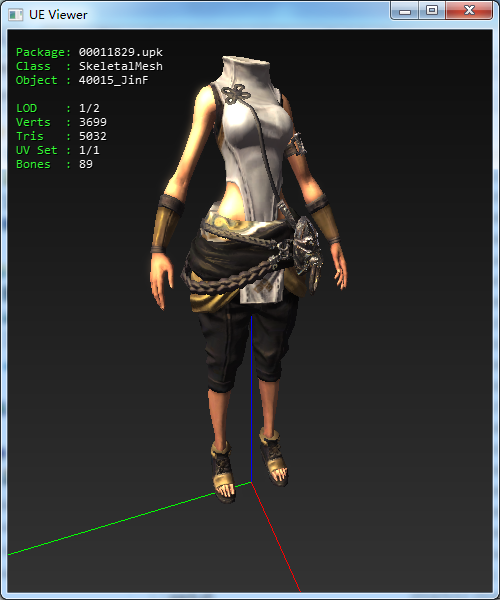 UE Viewer
Package: 00011829.upk
Class : SkeletalMesh
Object : 40015_JinF
LOD : 1/2
Verts : 3699
Tris : 5032
UV Set : 1/1
Bones : 89